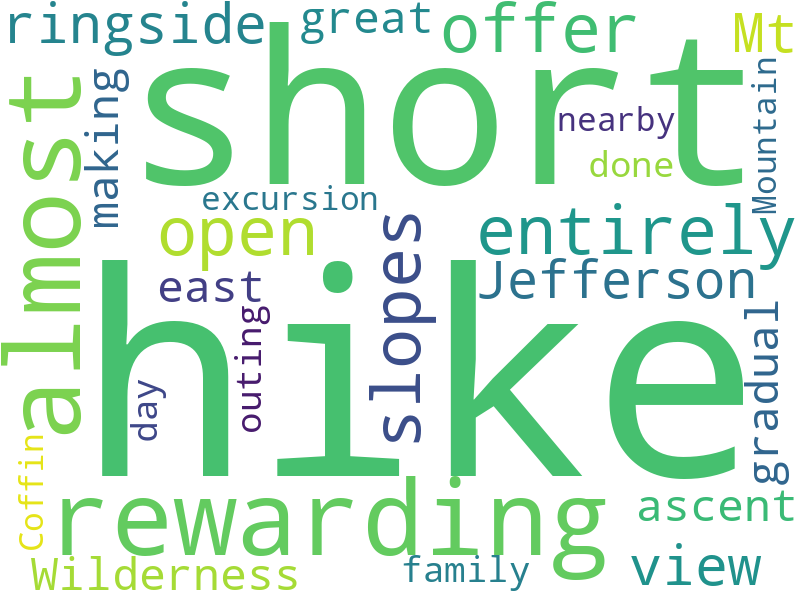 ringside
great
offer
Mt
short
almost
making
nearby
Mountain
done
excursion
open
entirely
slopes
east
Jefferson
hike
outing
gradual
day
Coffin
rewarding
ascent
Wilderness
family
view